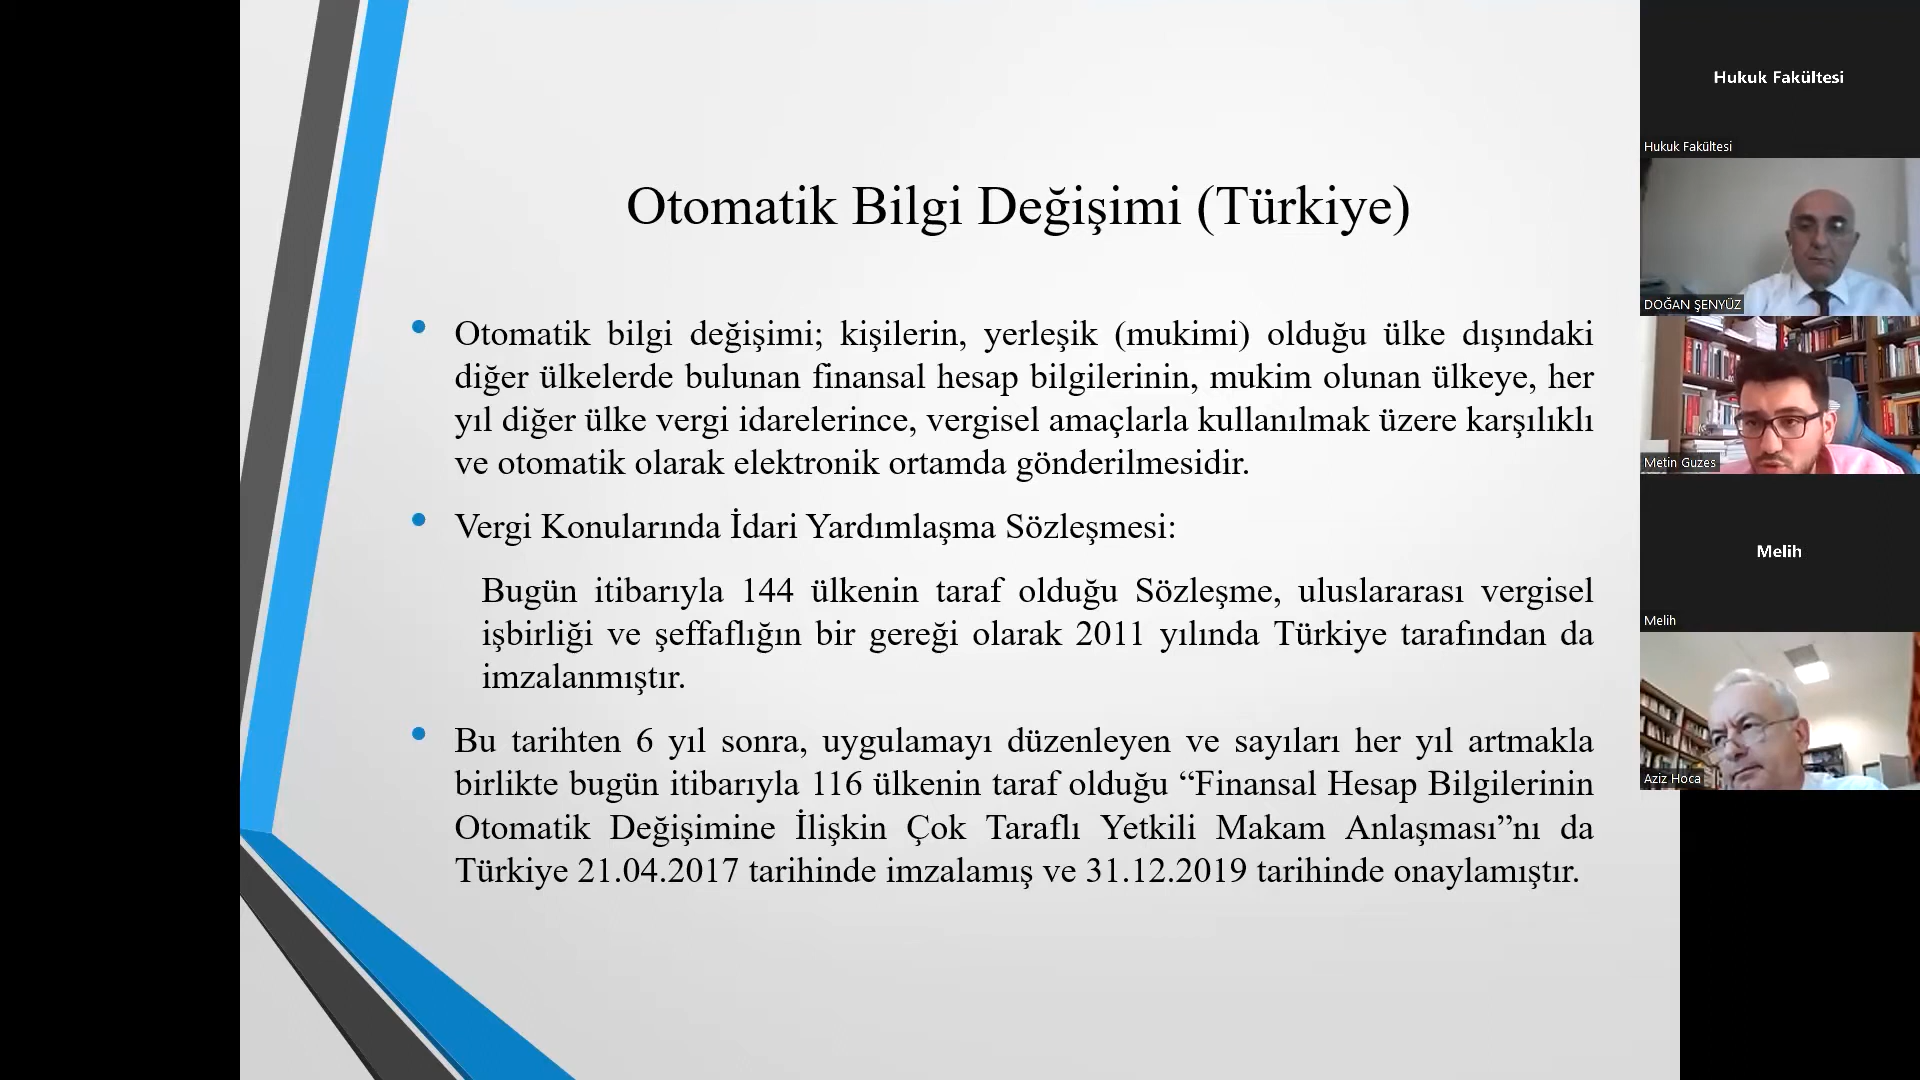 Otomatik Bilgi Değişimi (Türkiye)
Otomatik bilgi değişimi; kişilerin, yerleşik (mukimi) olduğu ülke dışındaki
diğer ülkelerde bulunan finansal hesap bilgilerinin, mukim olunan ülkeye, her
yıl diğer ülke vergi idarelerince, vergisel amaçlarla kullanılmak üzere karşılıklı
ve otomatik olarak elektronik ortamda gönderilmesidir.
Vergi Konularında İdari Yardımlaşma Sözleşmesi:
Bugün itibarıyla 144 ülkenin taraf olduğu Sözleşme, uluslararası vergisel
işbirliği ve şeffaflığın bir gereği olarak 2011 yılında Türkiye tarafından da
imzalanmıştır.
Bu tarihten 6 yıl sonra, uygulamayı düzenleyen ve sayıları her yıl artmakla
birlikte bugün itibarıyla 116 ülkenin taraf olduğu “Finansal Hesap Bilgilerinin
Otomatik Değişimine İlişkin Çok Taraflı Yetkili Makam Anlaşması”nı da
Türkiye 21.04.2017 tarihinde imzalamış ve 31.12.2019 tarihinde onaylamıştır.
Hukuk Fakültesi
Hukuk Fakültesi
DOĞAN ŞENYÜZ
Metin Guzes
Melih
Melih
Aziz Hoca